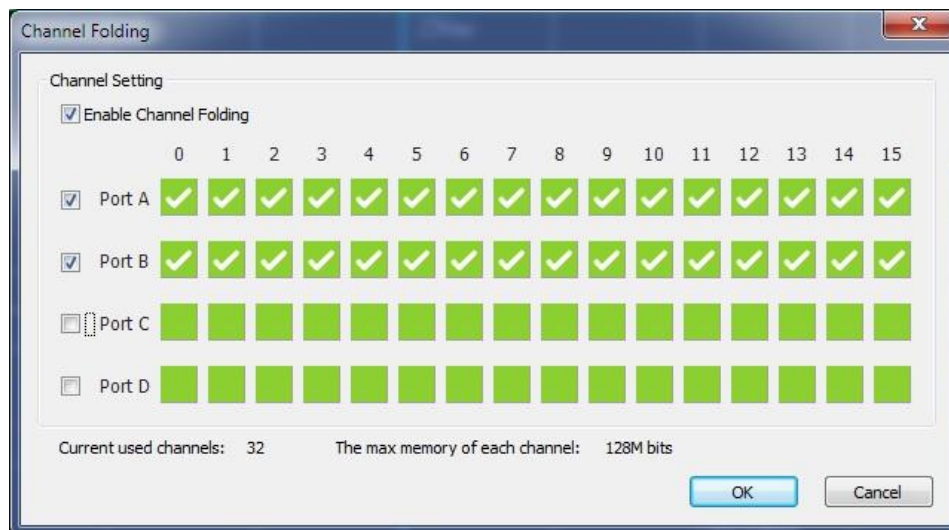 Channel Folding
Channel Setting
Enable Channel Folding
0 1 2 3 4 5 6 7 8 9 10 11 12 13 14 15
Port A
Port B
Port C
Port D
Current used channels: 32 The max memory of each channel: 128M bits
OK Cancel